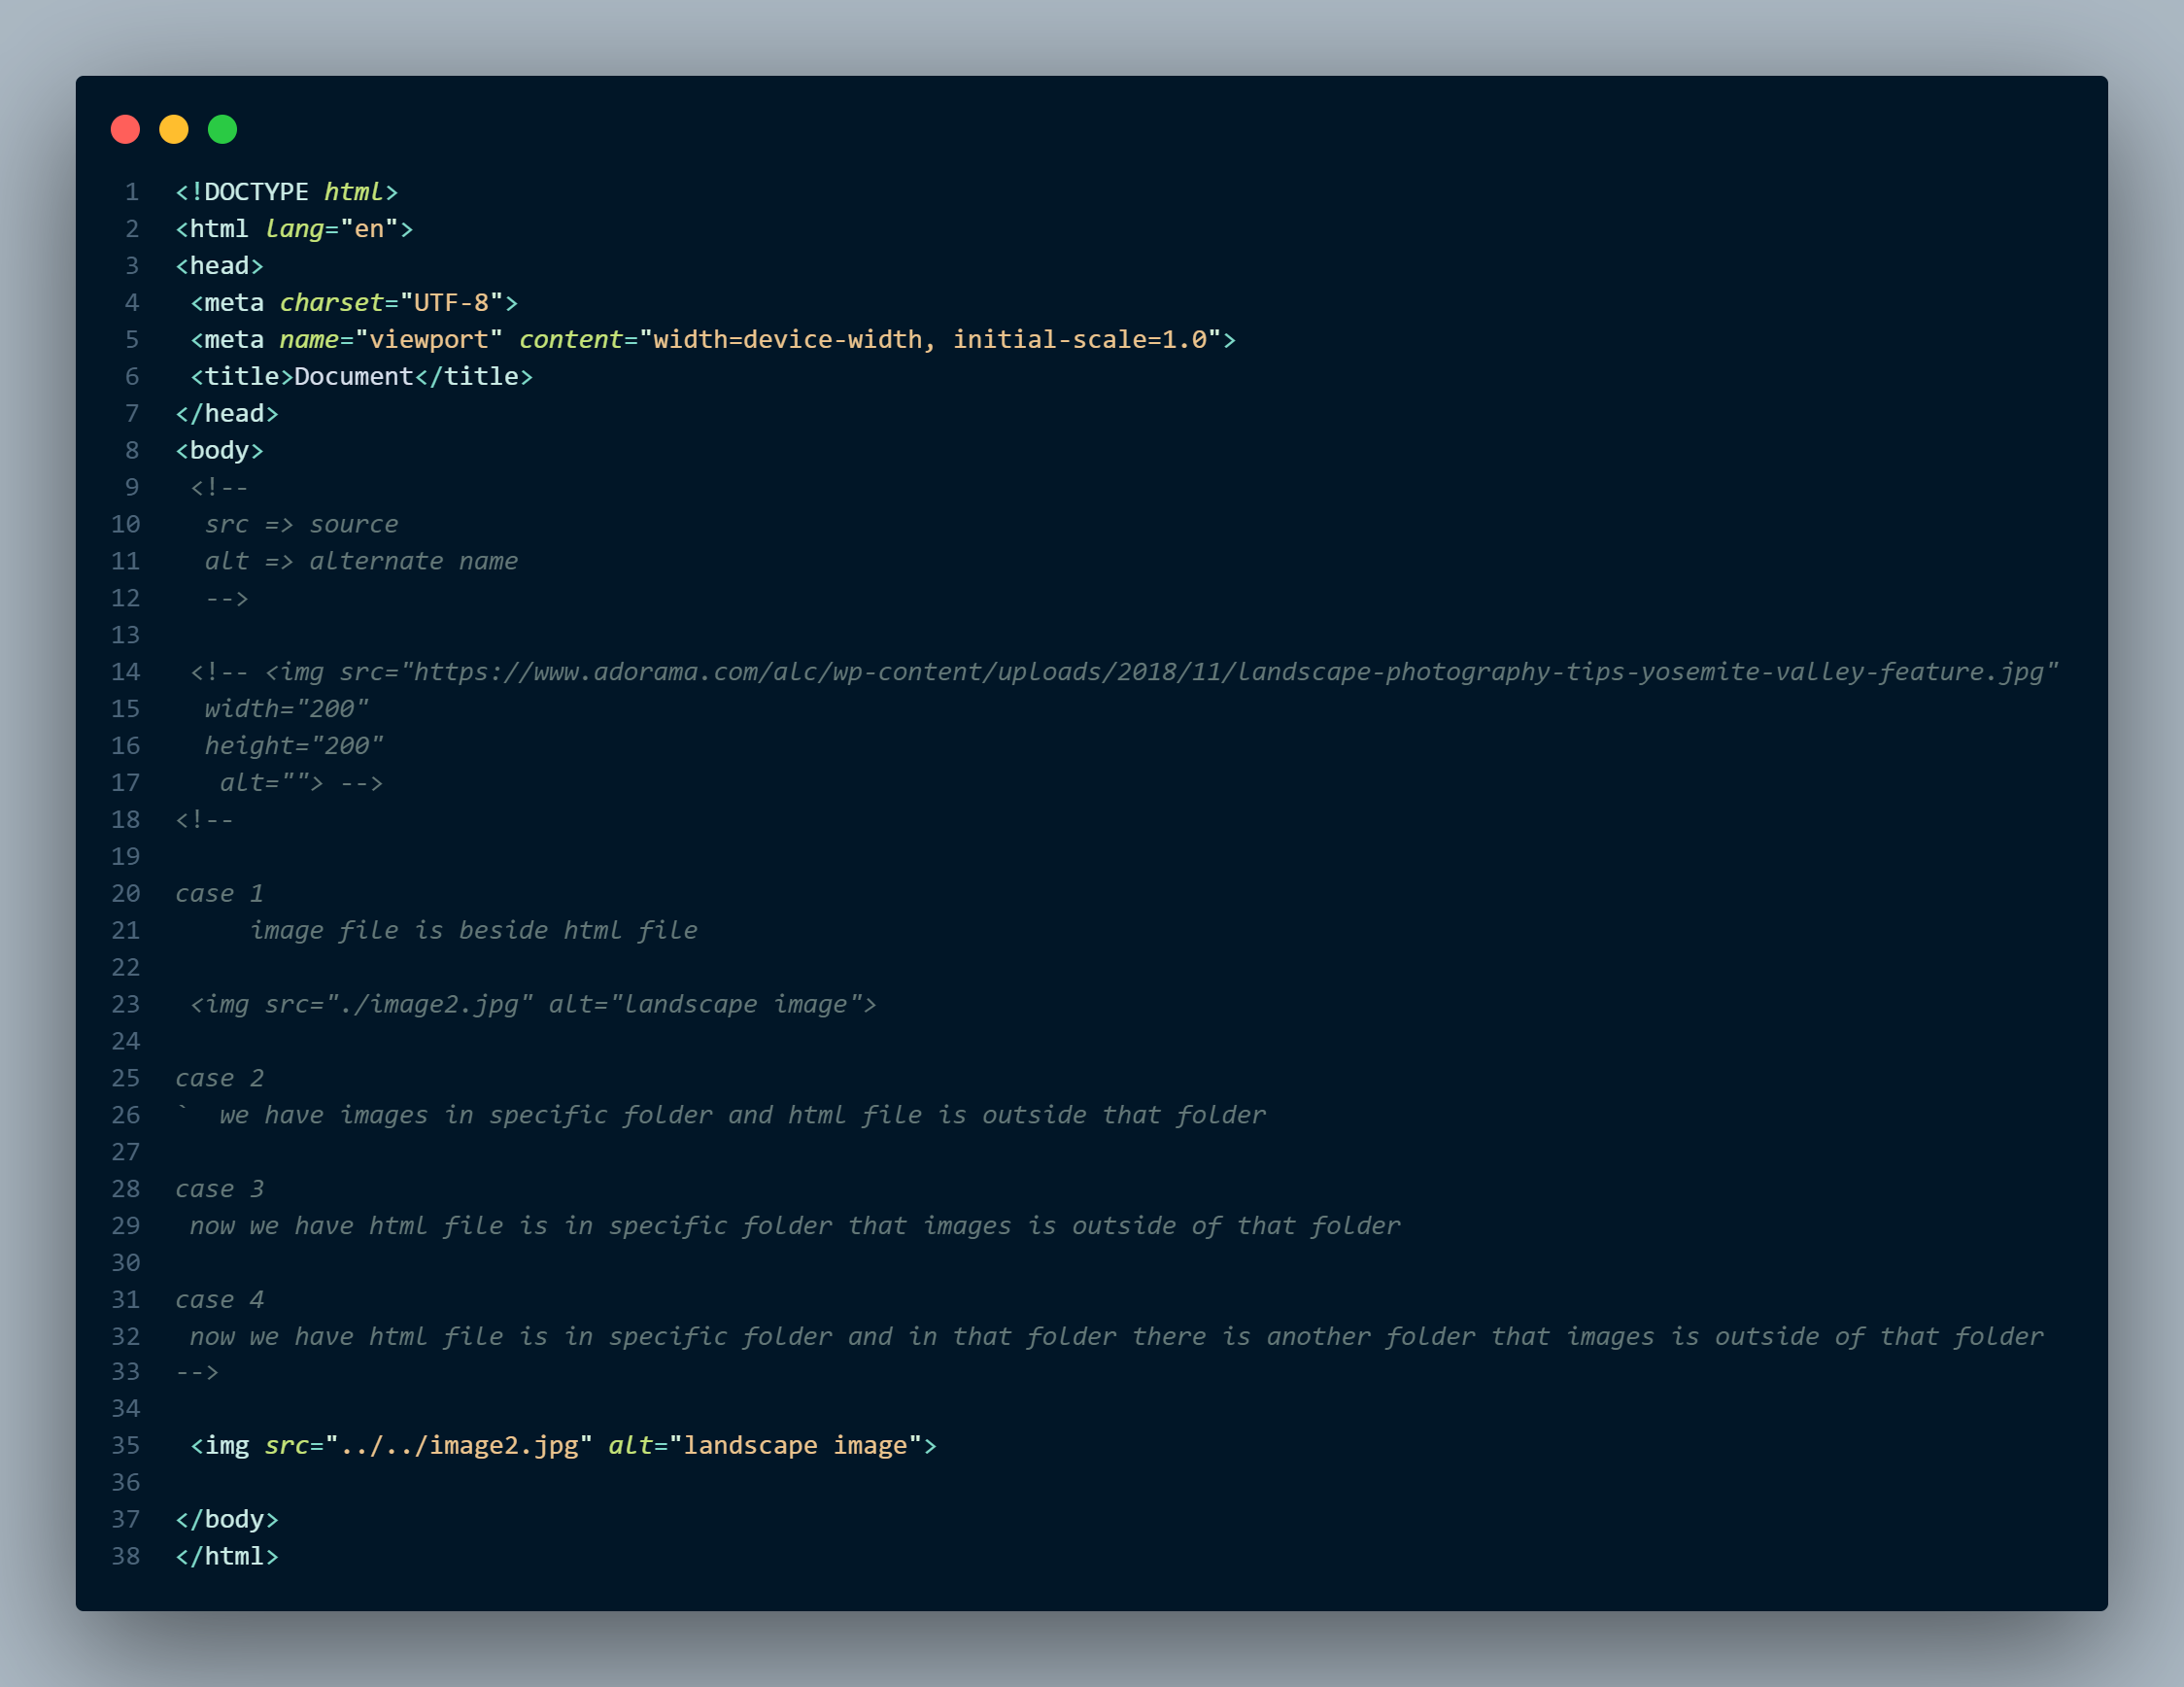 1 <!DOCTYPE html>
2 <html lang="en">
3 <head>
4  <meta charset="UTF-8">
5  <meta name="viewport" content="width=device-width, initial-scale=1.0">
6  <title>Document</title>
7 </head>
8 <body>
9  <!--
10   src => source
11   alt => alternate name
12   -->
13
14  <!-- <img src="https://www.adorama.com/alc/wp-content/uploads/2018/11/landscape-photography-tips-yosemite-valley-feature.jpg"
15   width="200"
16   height="200"
17    alt=""> -->
18 <!--
19
20 case 1
21      image file is beside html file
22
23  <img src="./image2.jpg" alt="landscape image">
24
25 case 2
26 `  we have images in specific folder and html file is outside that folder
27
28 case 3
29  now we have html file is in specific folder that images is outside of that folder
30
31 case 4
32  now we have html file is in specific folder and in that folder there is another folder that images is outside of that folder
33 -->
34
35  <img src="../../image2.jpg" alt="landscape image">
36
37 </body>
38 </html>